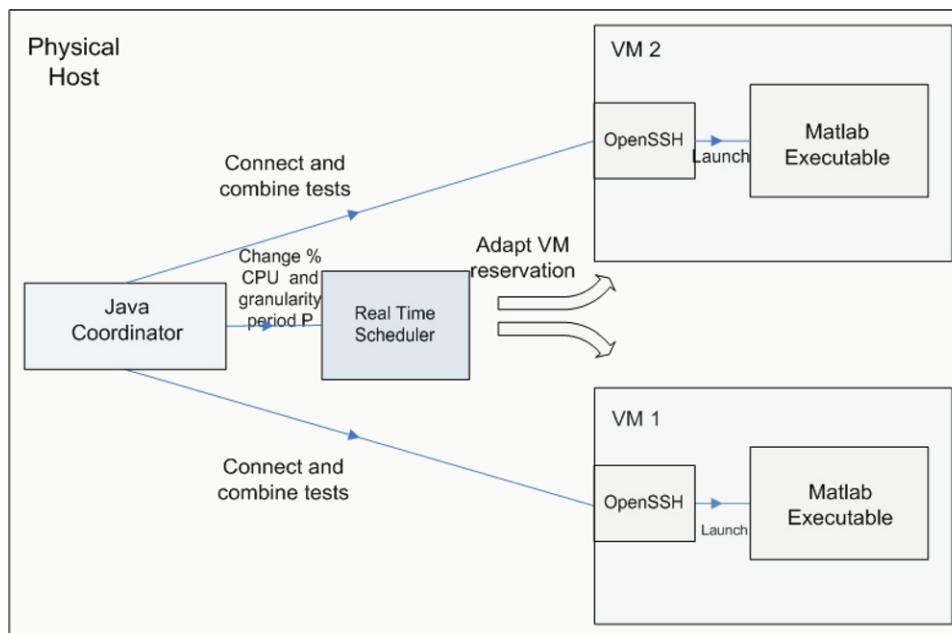 Physical
Host
VM 2
OpenSSH
Launch
Matlab
Executable
Connect and
combine tests
Change %
CPU and
granularity
period P
Adapt VM
reservation
Java
Coordinator
Real Time
Scheduler
VM 1
Connect and
combine tests
OpenSSH
Launch
Matlab
Executable